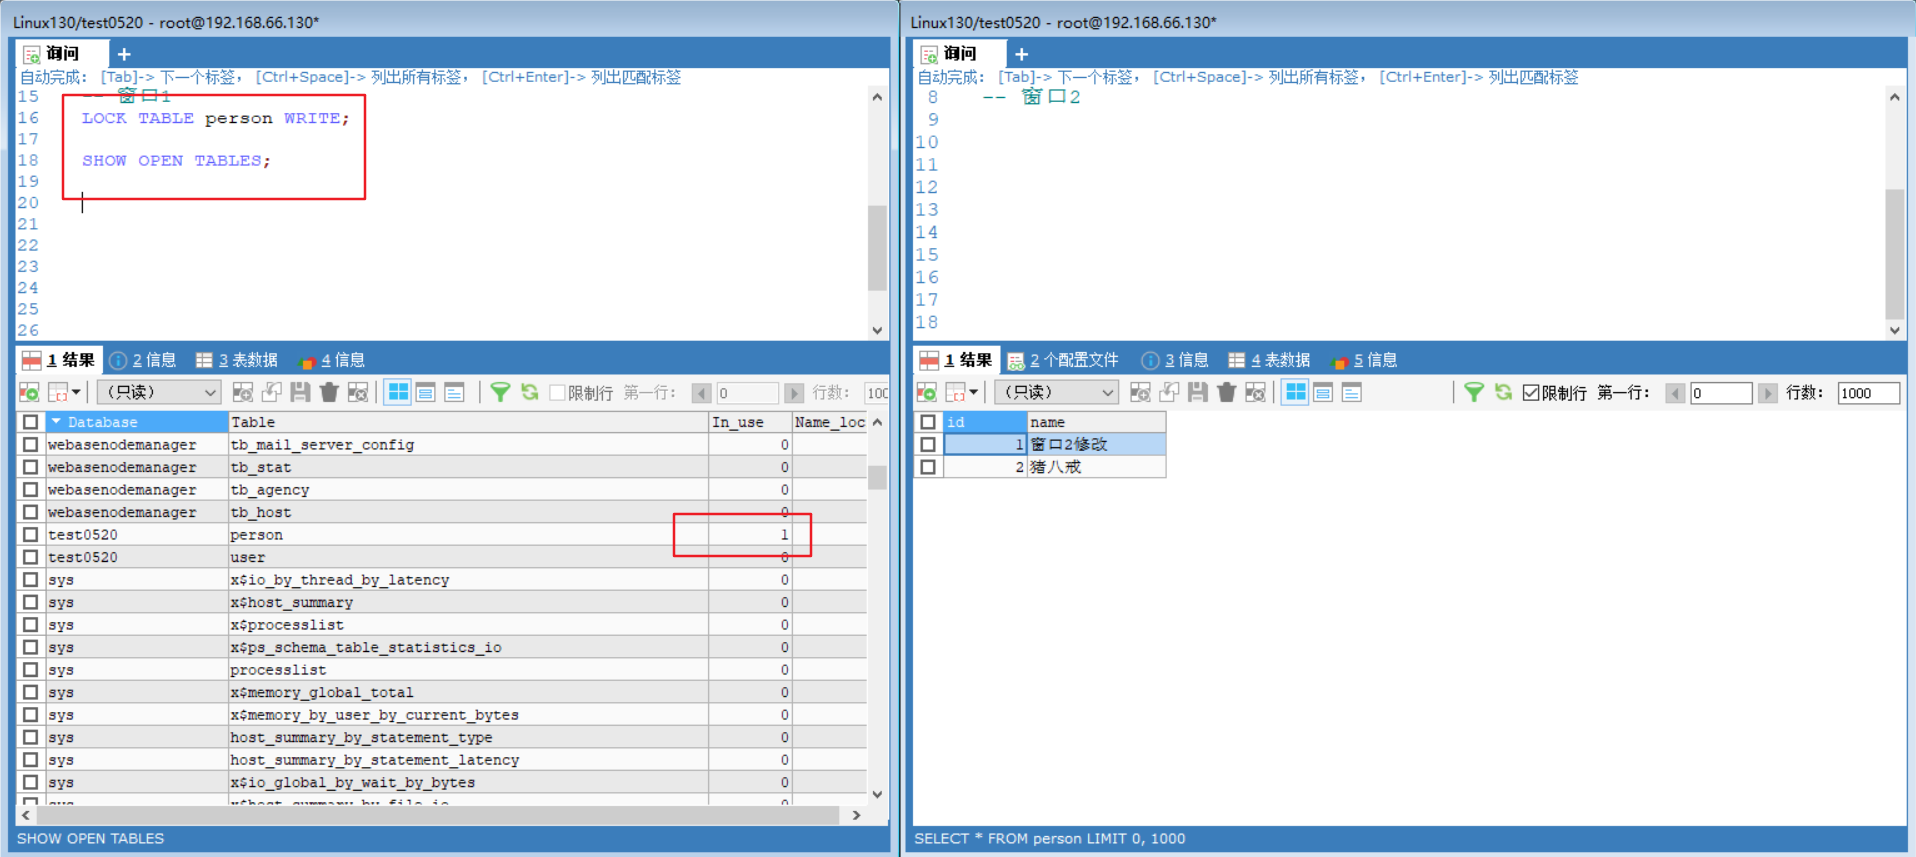 Linux130/test0520 - root@192.168.66.130*
询问 +
自动完成: [Tab]-> 下一个标签, [Ctrl+Space]-> 列出所有标签, [Ctrl+Enter]-> 列出匹配标签
15 -- 窗口1
16 LOCK TABLE person WRITE;
17
18 SHOW OPEN TABLES;
19
20
21
22
23
24
25
26
1 结果 2 信息 3 表数据 4 信息
(只读) 限制行 第一行: 0 行数: 100
Database Table In_use Name_loc
webasenodemanager tb_mail_server_config 0
webasenodemanager tb_stat 0
webasenodemanager tb_agency 0
webasenodemanager tb_host 0
test0520 person 1
test0520 user 0
sys x$io_by_thread_by_latency 0
sys x$host_summary 0
sys x$processlist 0
sys x$ps_schema_table_statistics_io 0
sys processlist 0
sys x$memory_global_total 0
sys x$memory_by_user_by_current_bytes 0
sys host_summary_by_statement_type 0
sys host_summary_by_statement_latency 0
sys x$io_global_by_wait_by_bytes 0
sys x$host_summary_by_file_io 0
SHOW OPEN TABLES
Linux130/test0520 - root@192.168.66.130*
询问 +
自动完成: [Tab]-> 下一个标签, [Ctrl+Space]-> 列出所有标签, [Ctrl+Enter]-> 列出匹配标签
8 -- 窗口2
9
10
11
12
13
14
15
16
17
18
1 结果 2 个配置文件 3 信息 4 表数据 5 信息
(只读) 限制行 第一行: 0 行数: 1000
id name
1 窗口2修改
2 猪八戒
SELECT * FROM person LIMIT 0, 1000